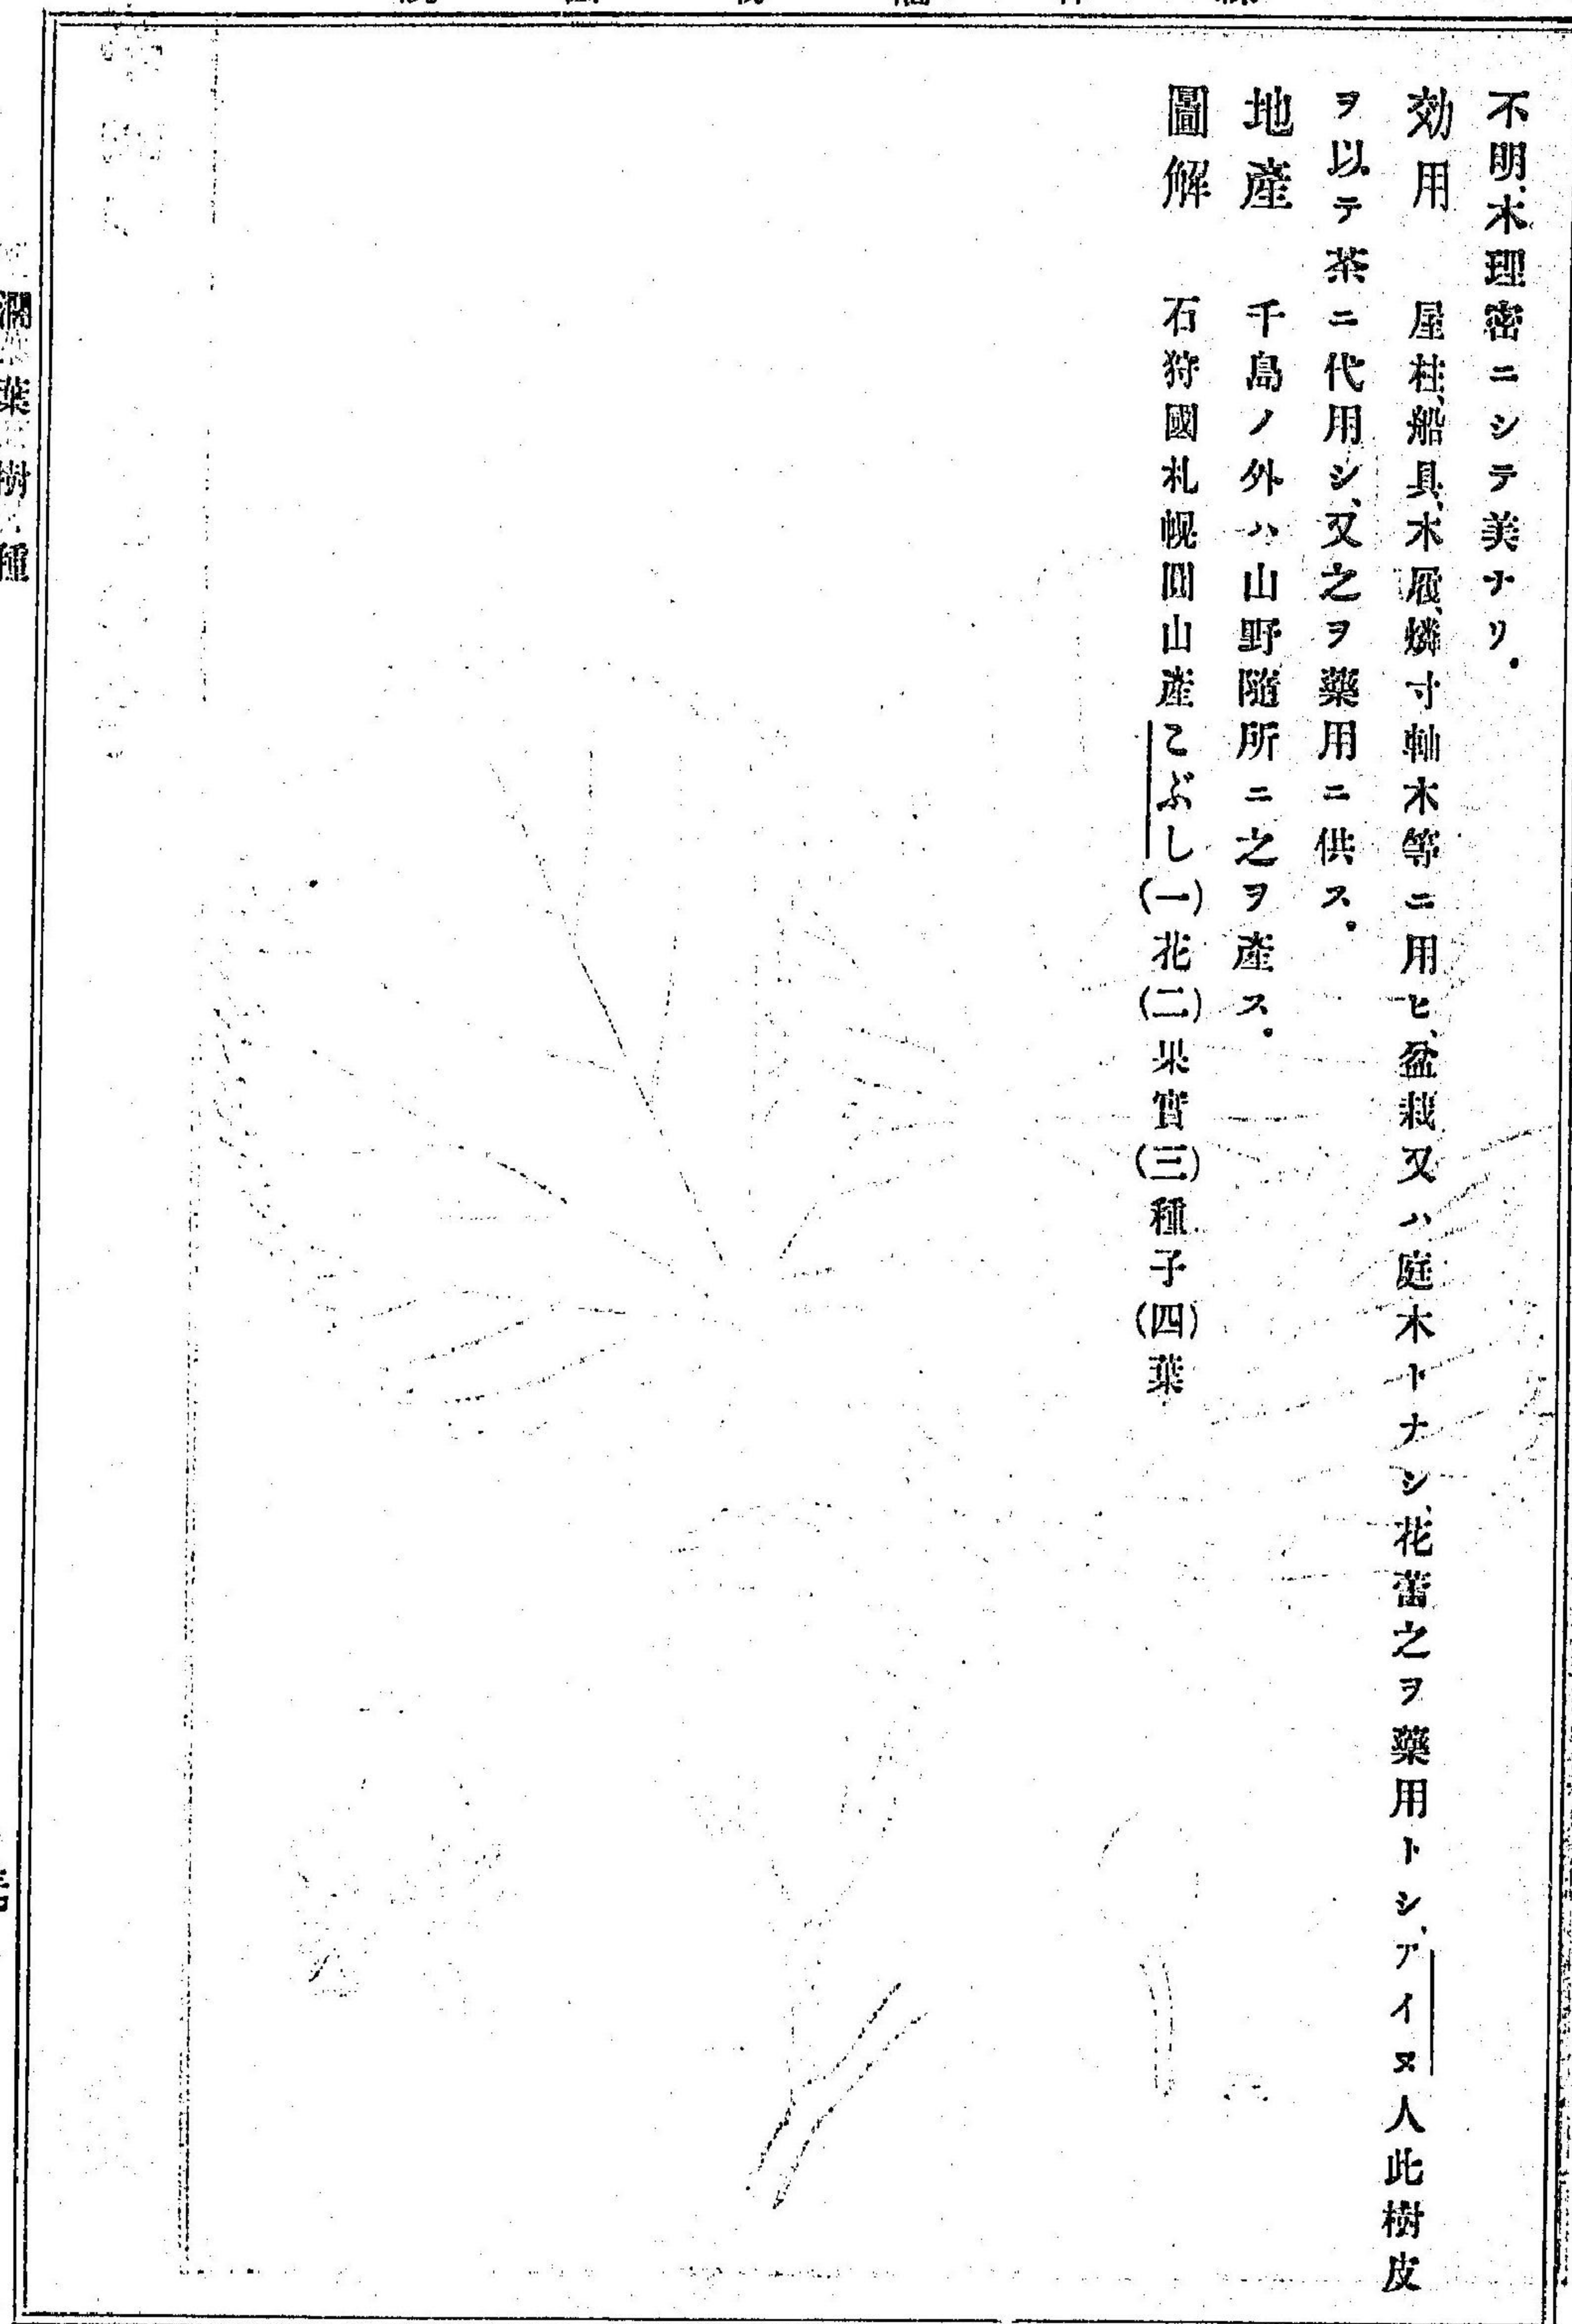 不明、木理密ニシテ美ナリ。
効用 屋柱、船具、木履、燐寸軸木等ニ用ヒ、盆栽又ハ庭木トナシ、花蕾之ヲ藥用トシ、アイヌ人此樹皮
ヲ以テ茶ニ代用シ、又之ヲ藥用ニ供ス。
地產 千島ノ外ハ山野隨所ニ之ヲ產ス。
圖解 石狩國札幌圓山產こぶし(一)花(二)果實(三)種子(四)葉
濶葉樹種